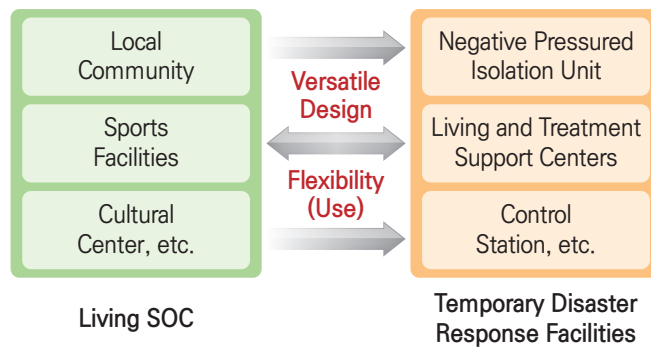 Local
Community
Sports
Facilities
Cultural
Center, etc.
Living SOC
Versatile
Design
Flexibility
(Use)
Negative Pressured
Isolation Unit
Living and Treatment
Support Centers
Control
Station, etc.
Temporary Disaster
Response Facilities